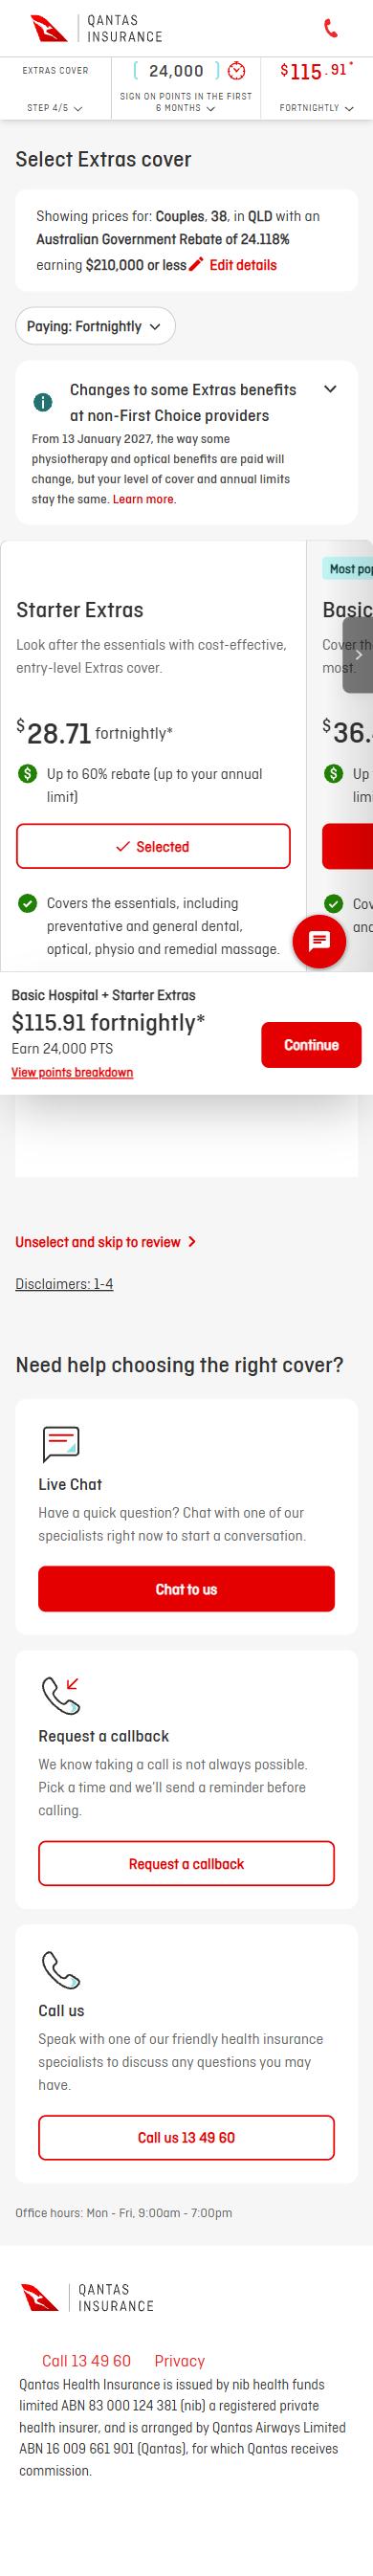 QANTAS
INSURANCE
EXTRAS COVER
24,000
$115.91*
SIGN ON POINTS IN THE FIRST
6 MONTHS
STEP 4/5
FORTNIGHTLY
Select Extras cover
Showing prices for: Couples, 38, in QLD with an
Australian Government Rebate of 24.118%
earning $210,000 or less Edit details
Paying: Fortnightly
Changes to some Extras benefits
at non-First Choice providers
From 13 January 2027, the way some
physiotherapy and optical benefits are paid will
change, but your level of cover and annual limits
stay the same. Learn more.
Most pop
Starter Extras
Basic
Look after the essentials with cost-effective,
entry-level Extras cover.
Cover th
most.
$28.71 fortnightly*
$36.
Up to 60% rebate (up to your annual
limit)
Up
lim
Selected
Covers the essentials, including
preventative and general dental,
optical, physio and remedial massage.
Cov
and
Basic Hospital + Starter Extras
$115.91 fortnightly*
Earn 24,000 PTS
View points breakdown
Continue
Unselect and skip to review
Disclaimers: 1-4
Need help choosing the right cover?
Live Chat
Have a quick question? Chat with one of our
specialists right now to start a conversation.
Chat to us
Request a callback
We know taking a call is not always possible.
Pick a time and we'll send a reminder before
calling.
Request a callback
Call us
Speak with one of our friendly health insurance
specialists to discuss any questions you may
have.
Call us 13 49 60
Office hours: Mon - Fri, 9:00am - 7:00pm
QANTAS
INSURANCE
Call 13 49 60 Privacy
Qantas Health Insurance is issued by nib health funds
limited ABN 83 000 124 381 (nib) a registered private
health insurer, and is arranged by Qantas Airways Limited
ABN 16 009 661 901 (Qantas), for which Qantas receives
commission.